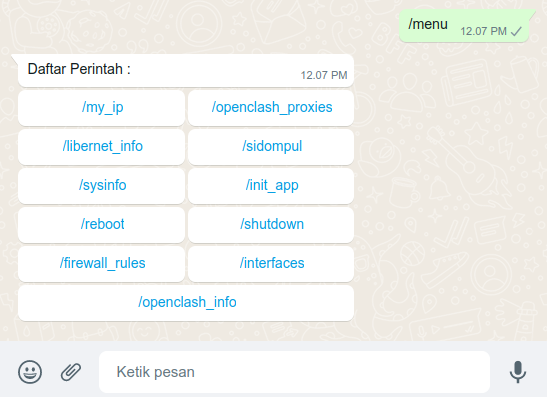 /menu
12.07 PM
Daftar Perintah :
12.07 PM
/my_ip
/openclash_proxies
/libernet_info
/sidompul
/sysinfo
/init_app
/reboot
/shutdown
/firewall_rules
/interfaces
/openclash_info
Ketik pesan